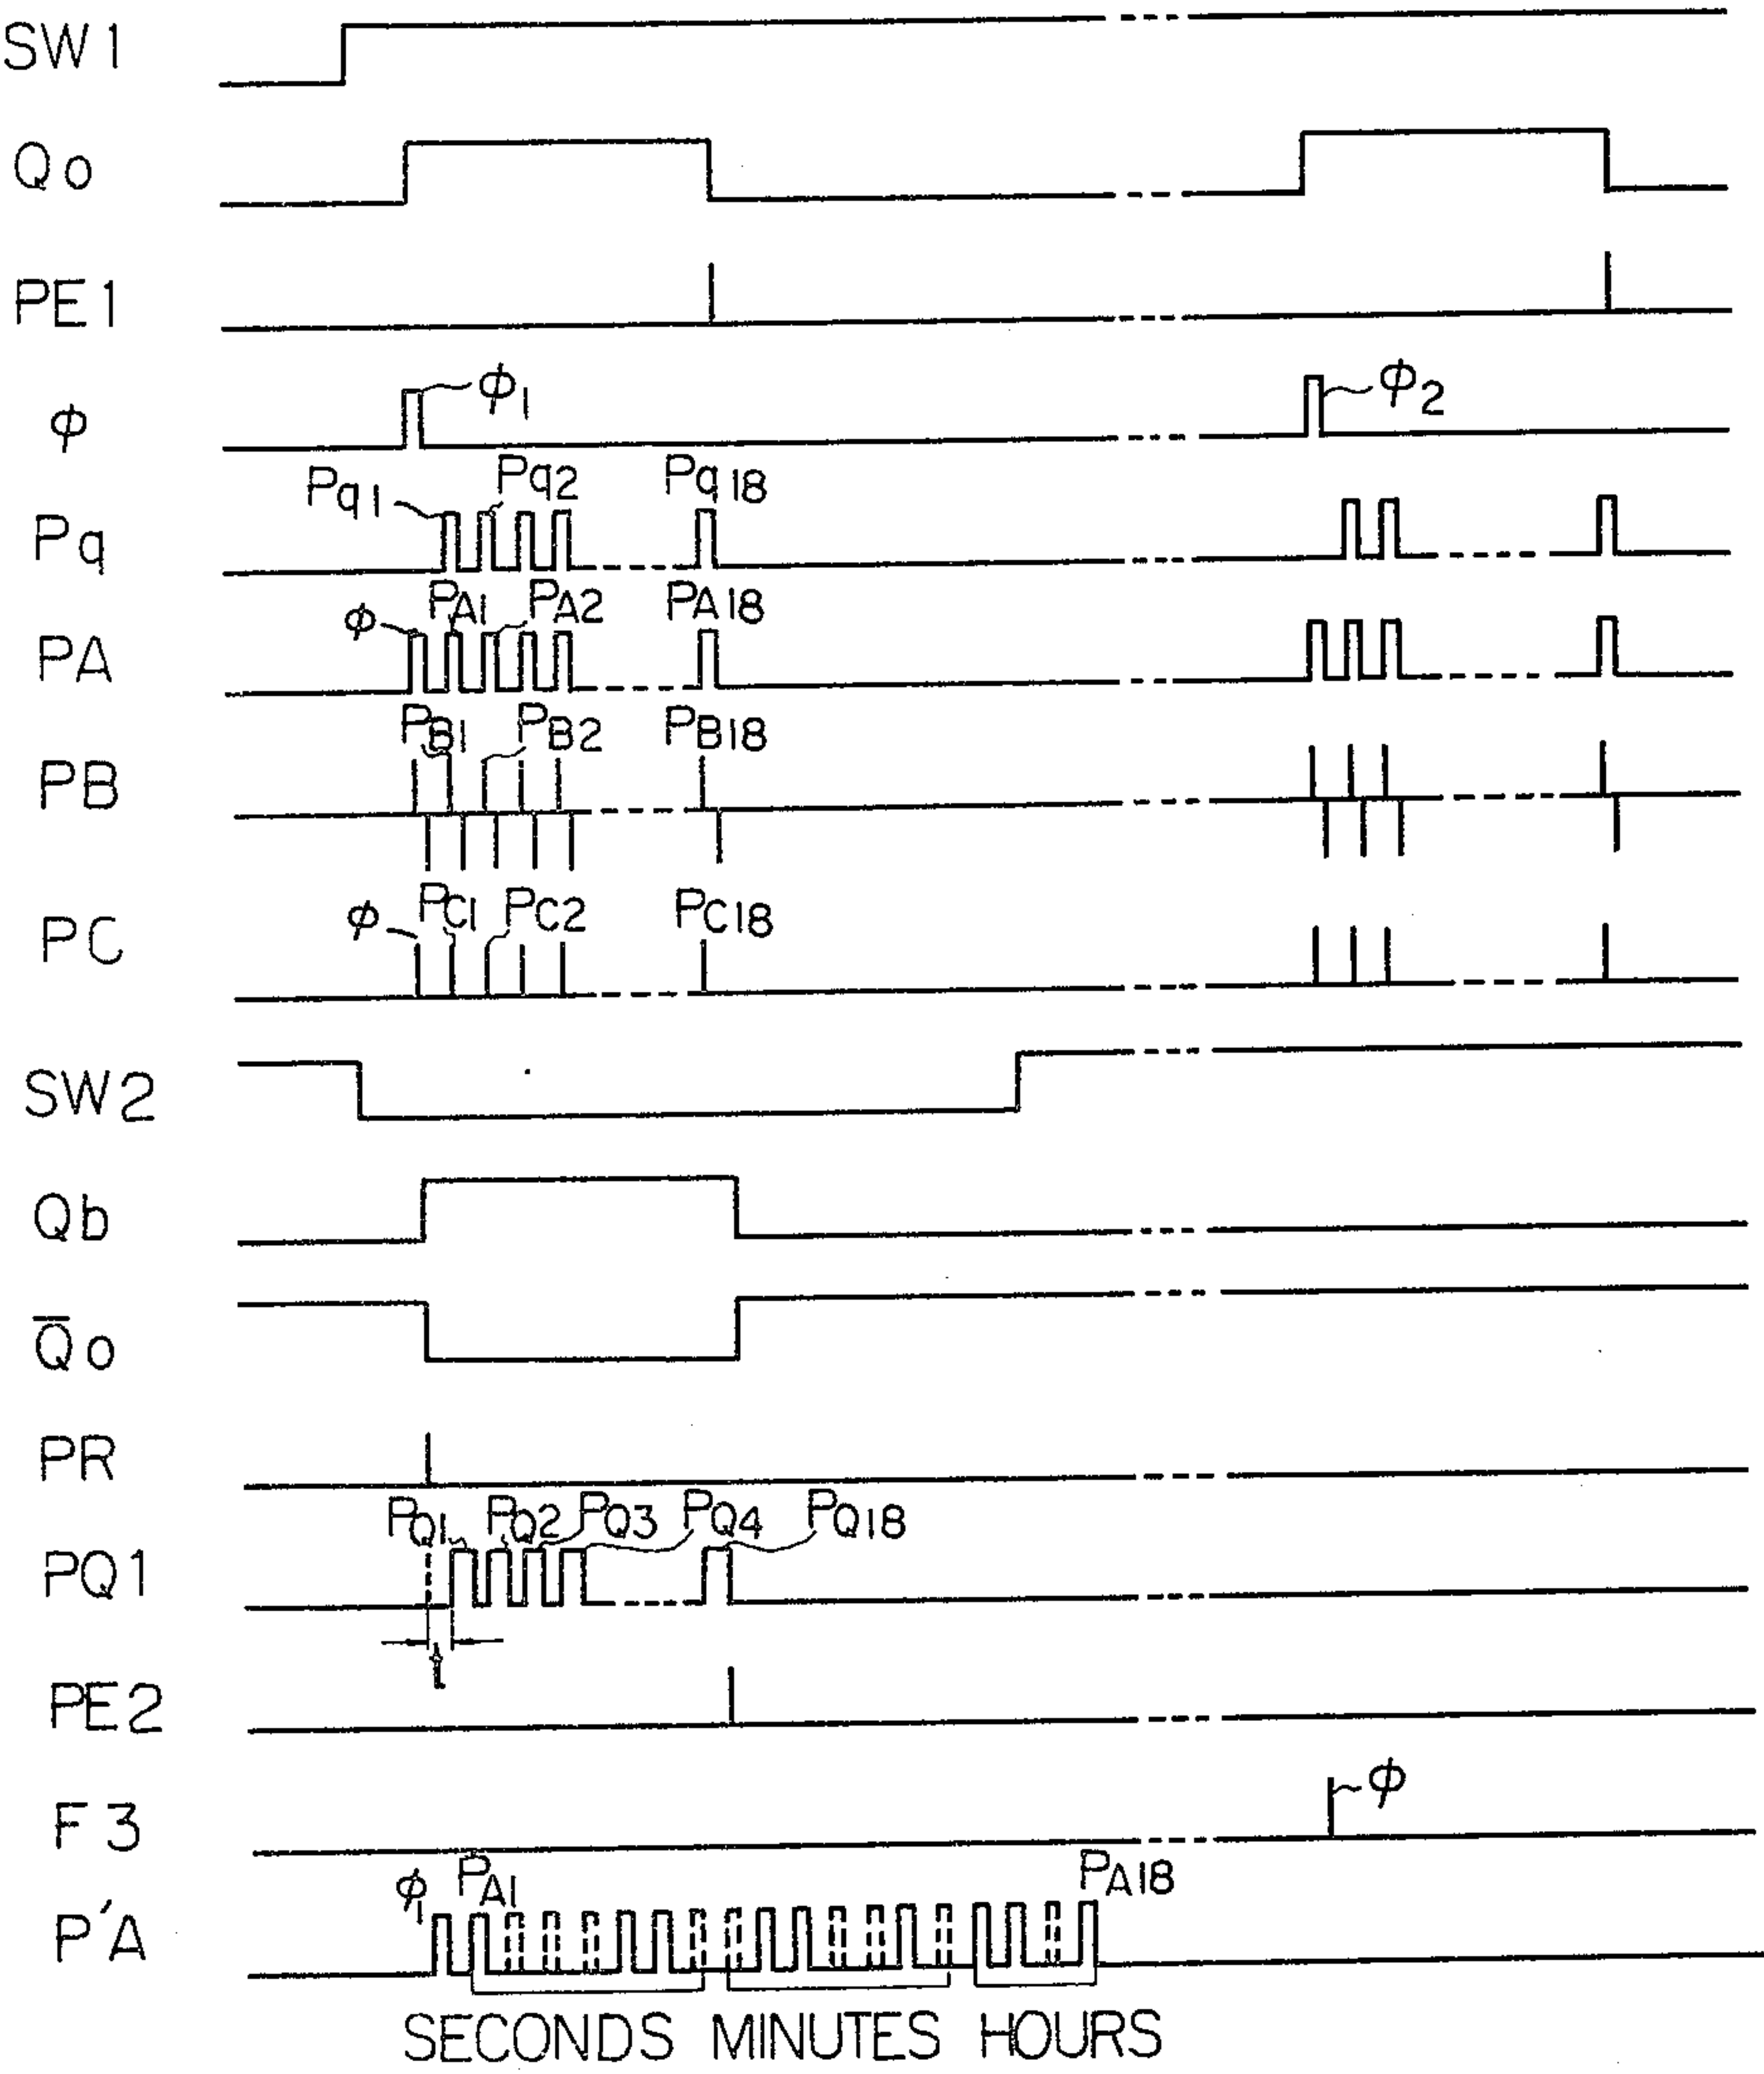 SW1
Qo
PE1
φ φ1 φ2
Pq1 Pq2 Pq18
Pq
φ PA1 PA2 PA18
PA
PB1 PB2 PB18
PB
φ PC1 PC2 PC18
PC
SW2
Qb
Q̅o
PR
PQ1 PQ2 PQ3 PQ4 PQ18
PQ1
t
PE2
φ
F3
φ1 PA1 PA18
P'A
SECONDS MINUTES HOURS